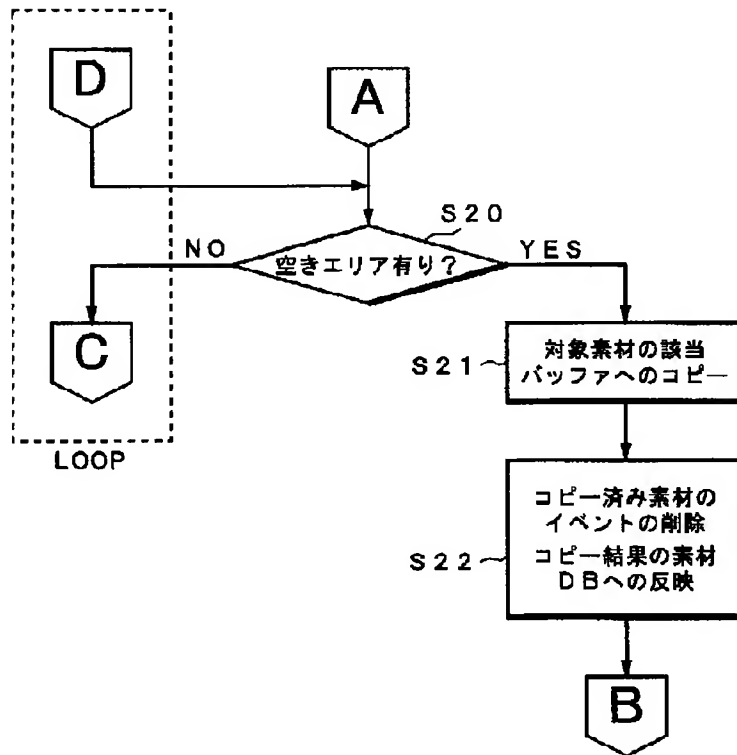 D
A
S20
NO
空きエリア有り?
YES
C
S21
対象素材の該当
バッファへのコピー
LOOP
コピー済み素材の
イベントの削除
S22
コピー結果の素材
DBへの反映
B